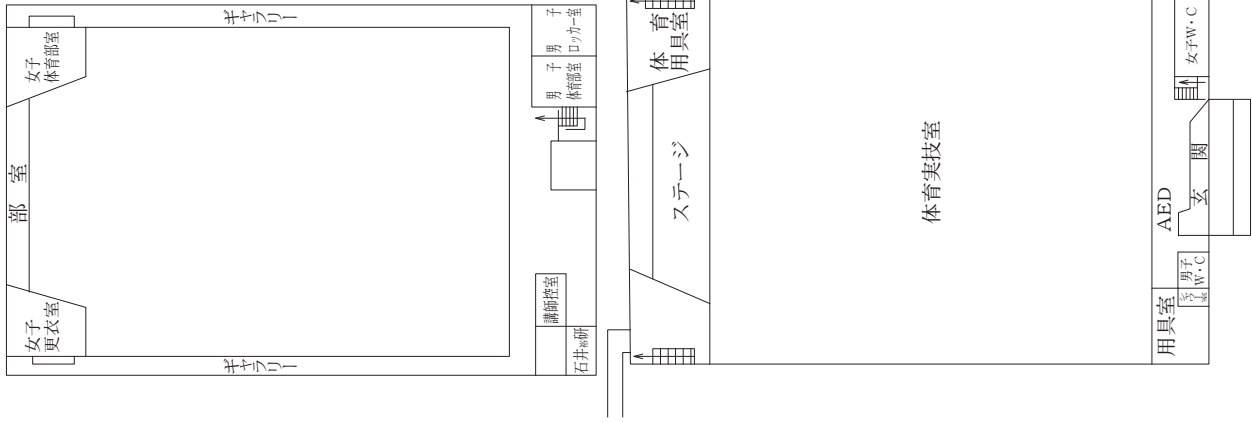 ギャラリー
女子
体育部室
部室
女子
更衣室
ギャラリー
男子
ロッカー室
男子
体育部室
講師控室
石井裕研
体育
用具室
ステージ
体育実技室
女子W・C
玄関
AED
男子
W・C
用具室